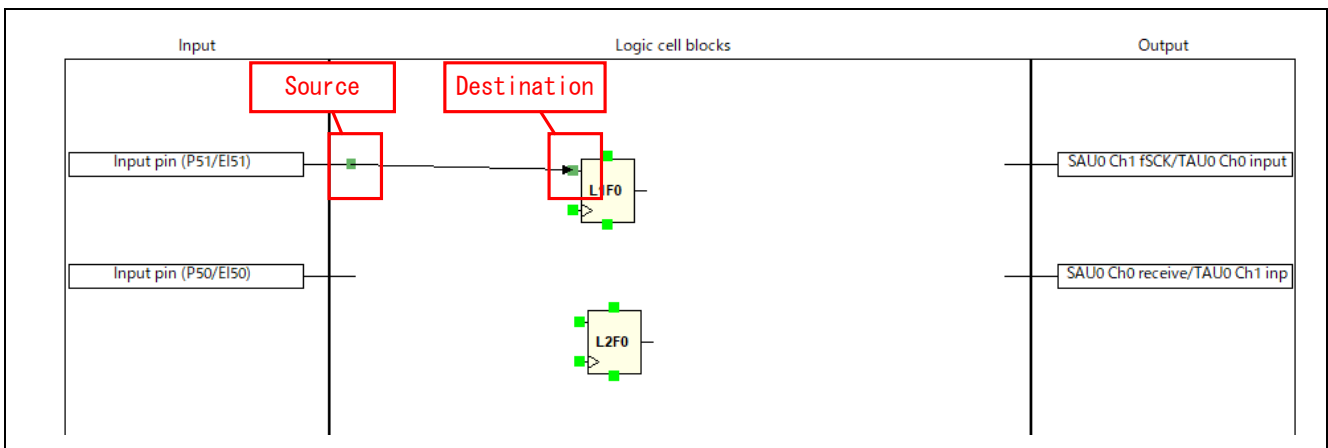 Input Logic cell blocks Output
Source Destination
Input pin (P51/EI51) SAU0 Ch1 fSCK/TAU0 Ch0 input
L1F0
Input pin (P50/EI50) SAU0 Ch0 receive/TAU0 Ch1 inp
L2F0